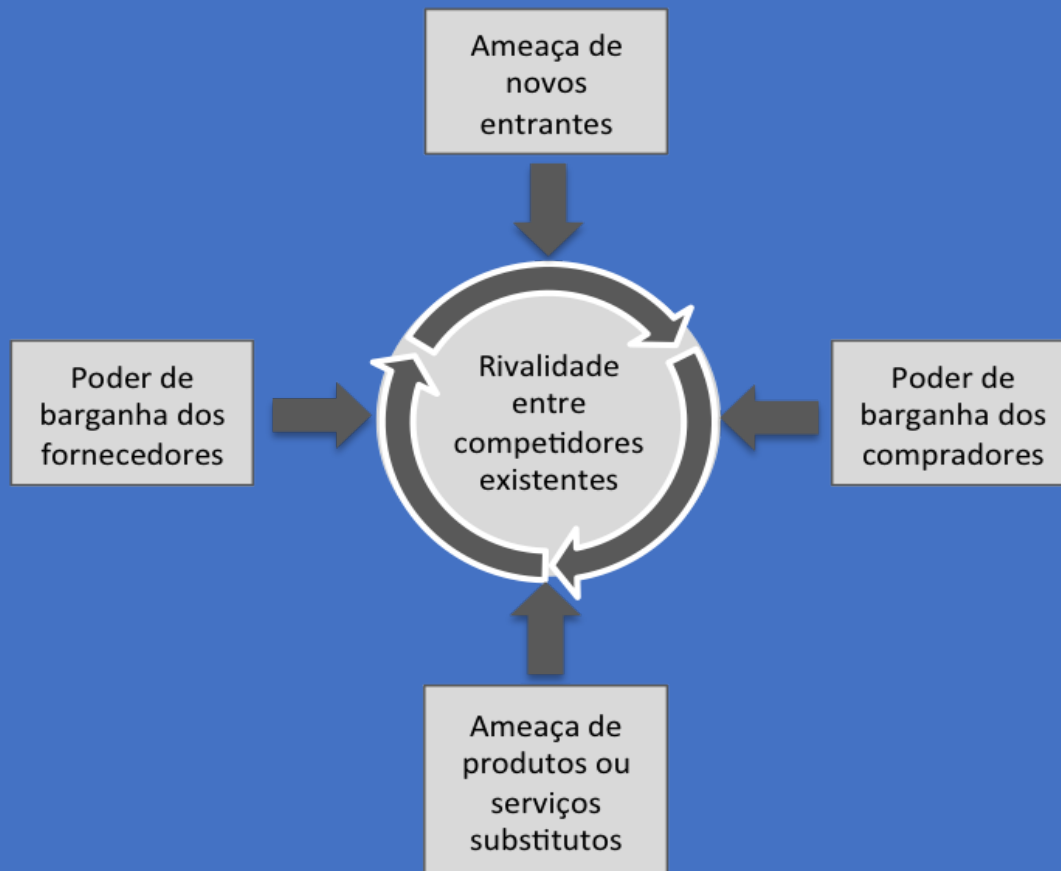 Ameaça de
novos
entrantes
Poder de
barganha dos
fornecedores
Rivalidade
entre
competidores
existentes
Poder de
barganha dos
compradores
Ameaça de
produtos ou
serviços
substitutos